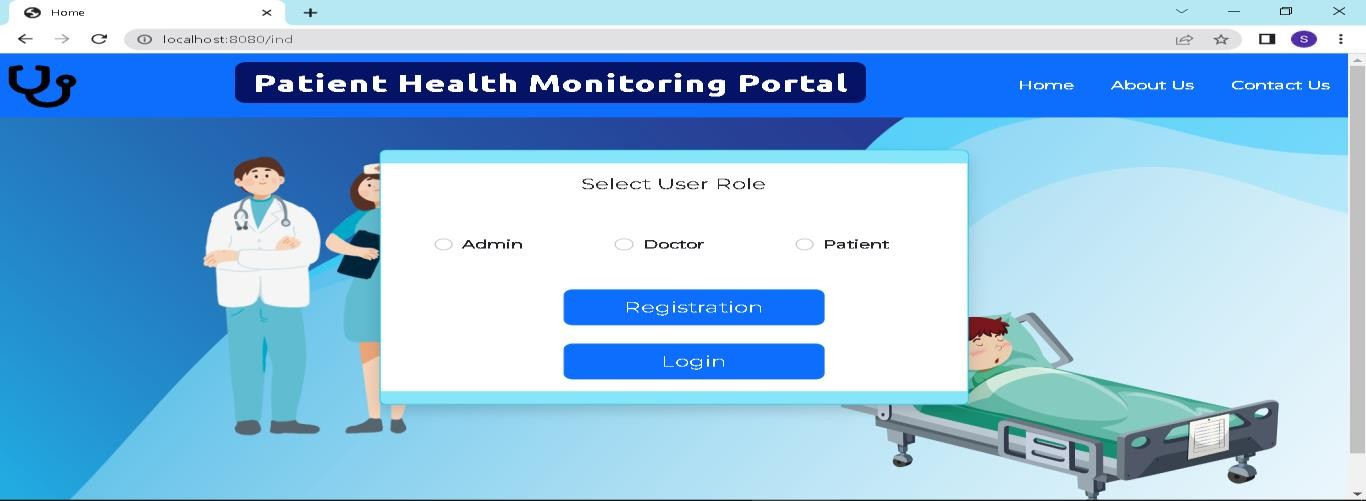 Home
localhost:8080/ind
S
Patient Health Monitoring Portal
Home About Us Contact Us
Select User Role
Admin Doctor Patient
Registration
Login